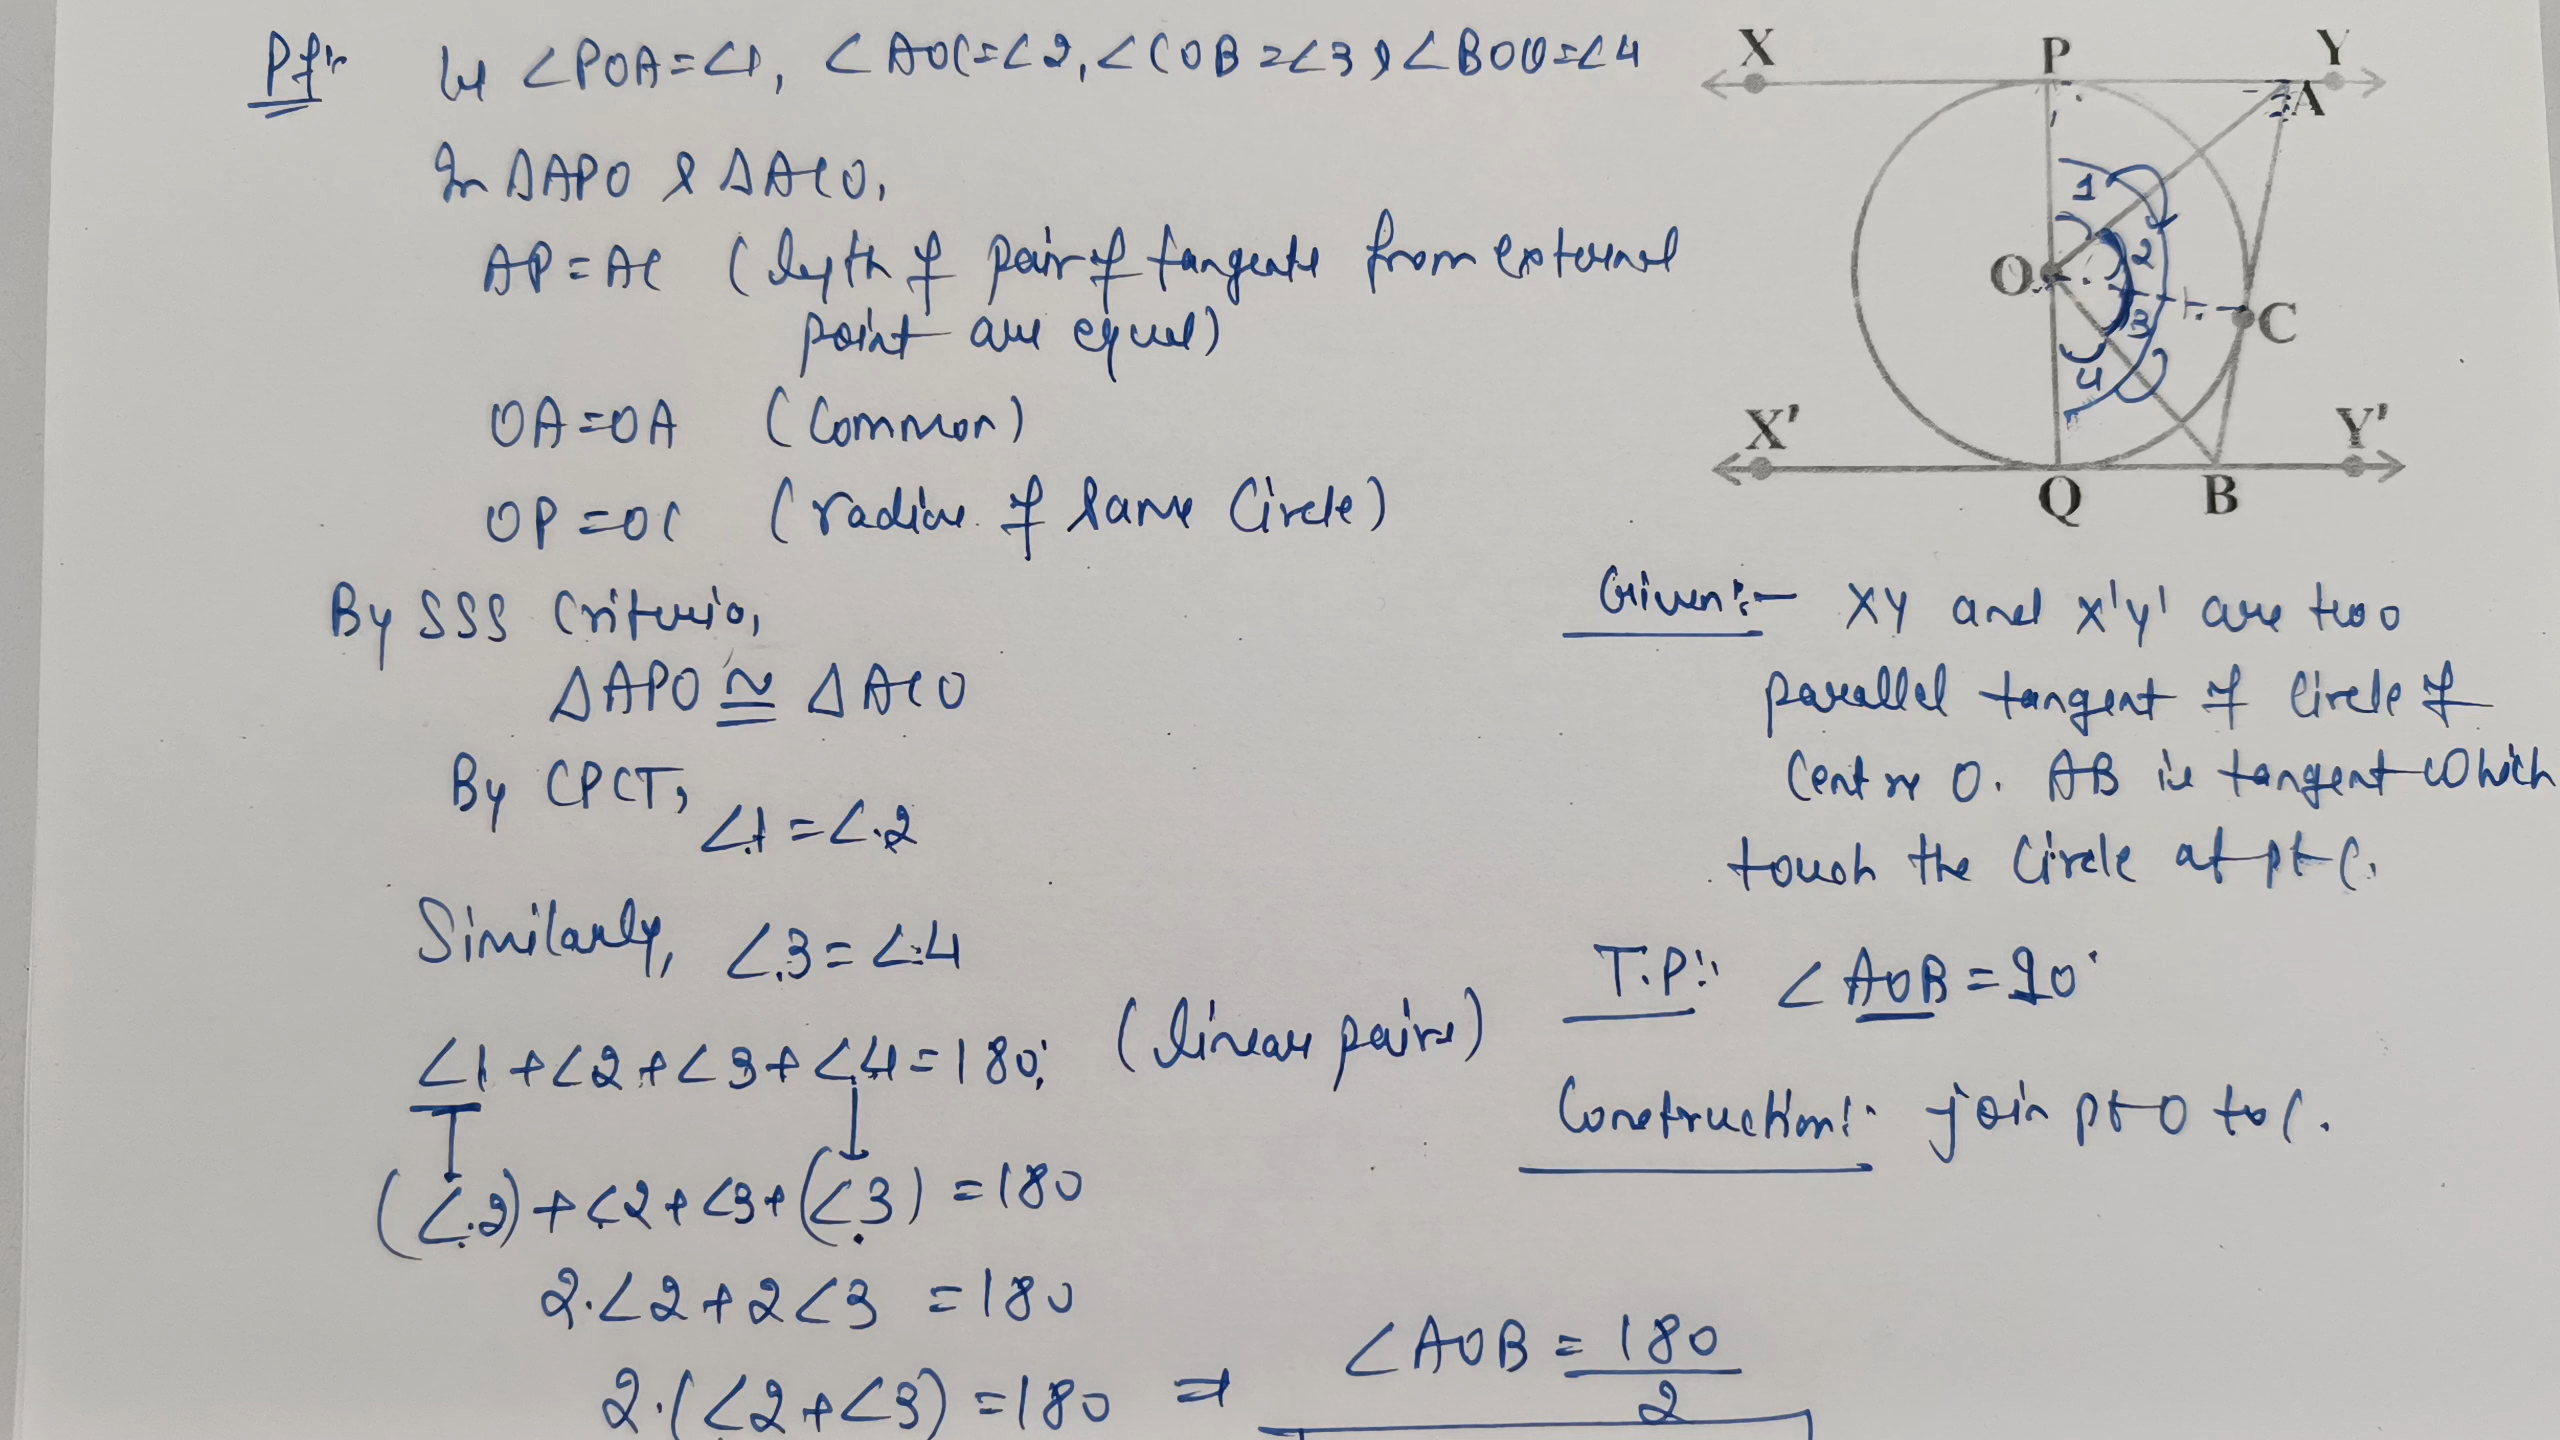 Pf:- let ∠POA=∠1, ∠AOC=∠2, ∠COB=∠3, ∠BOQ=∠4
In △APO & △ACO,
AP=AC (length of pair of tangents from external
point are equal)
OA=OA (Common)
OP=OC (radius of same Circle)
By SSS Criteria,
△APO ≅ △ACO
By CPCT,
∠1=∠2
Similarly, ∠3=∠4
∠1+∠2+∠3+∠4=180° (linear pairs)
(∠2)+∠2+∠3+(∠3)=180
2.∠2+2∠3=180
2.(∠2+∠3)=180 ⇒ ∠AOB=180/2
X P Y
A
1
2
O
3
C
4
X' Y'
Q B
Given:- XY and X'Y' are two
parallel tangent of Circle of
Centre O. AB is tangent which
touch the Circle at pt C.
T.P:- ∠AOB=90°
Construction:- join pt O to C.